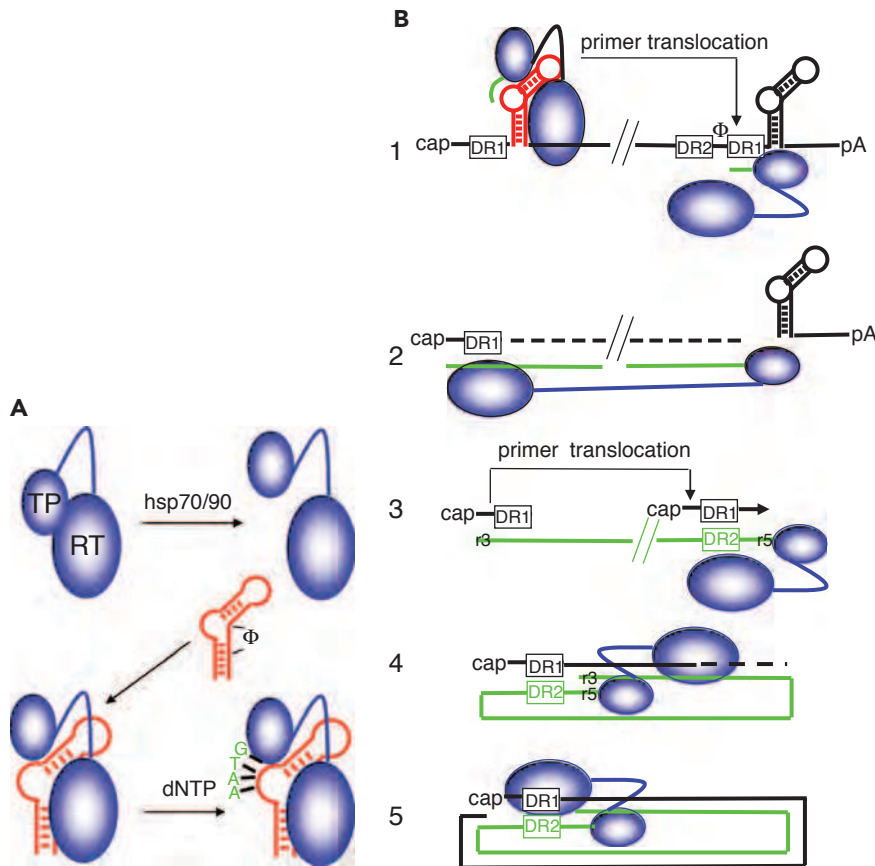 A
TP
RT
hsp70/90
Φ
dNTP
G
T
A
A
B
primer translocation
1
cap
DR1
DR2
Φ
DR1
pA
2
cap
DR1
pA
primer translocation
3
cap
DR1
cap
DR1
r3
DR2
r5
4
cap
DR1
r3
DR2
r5
5
cap
DR1
DR2